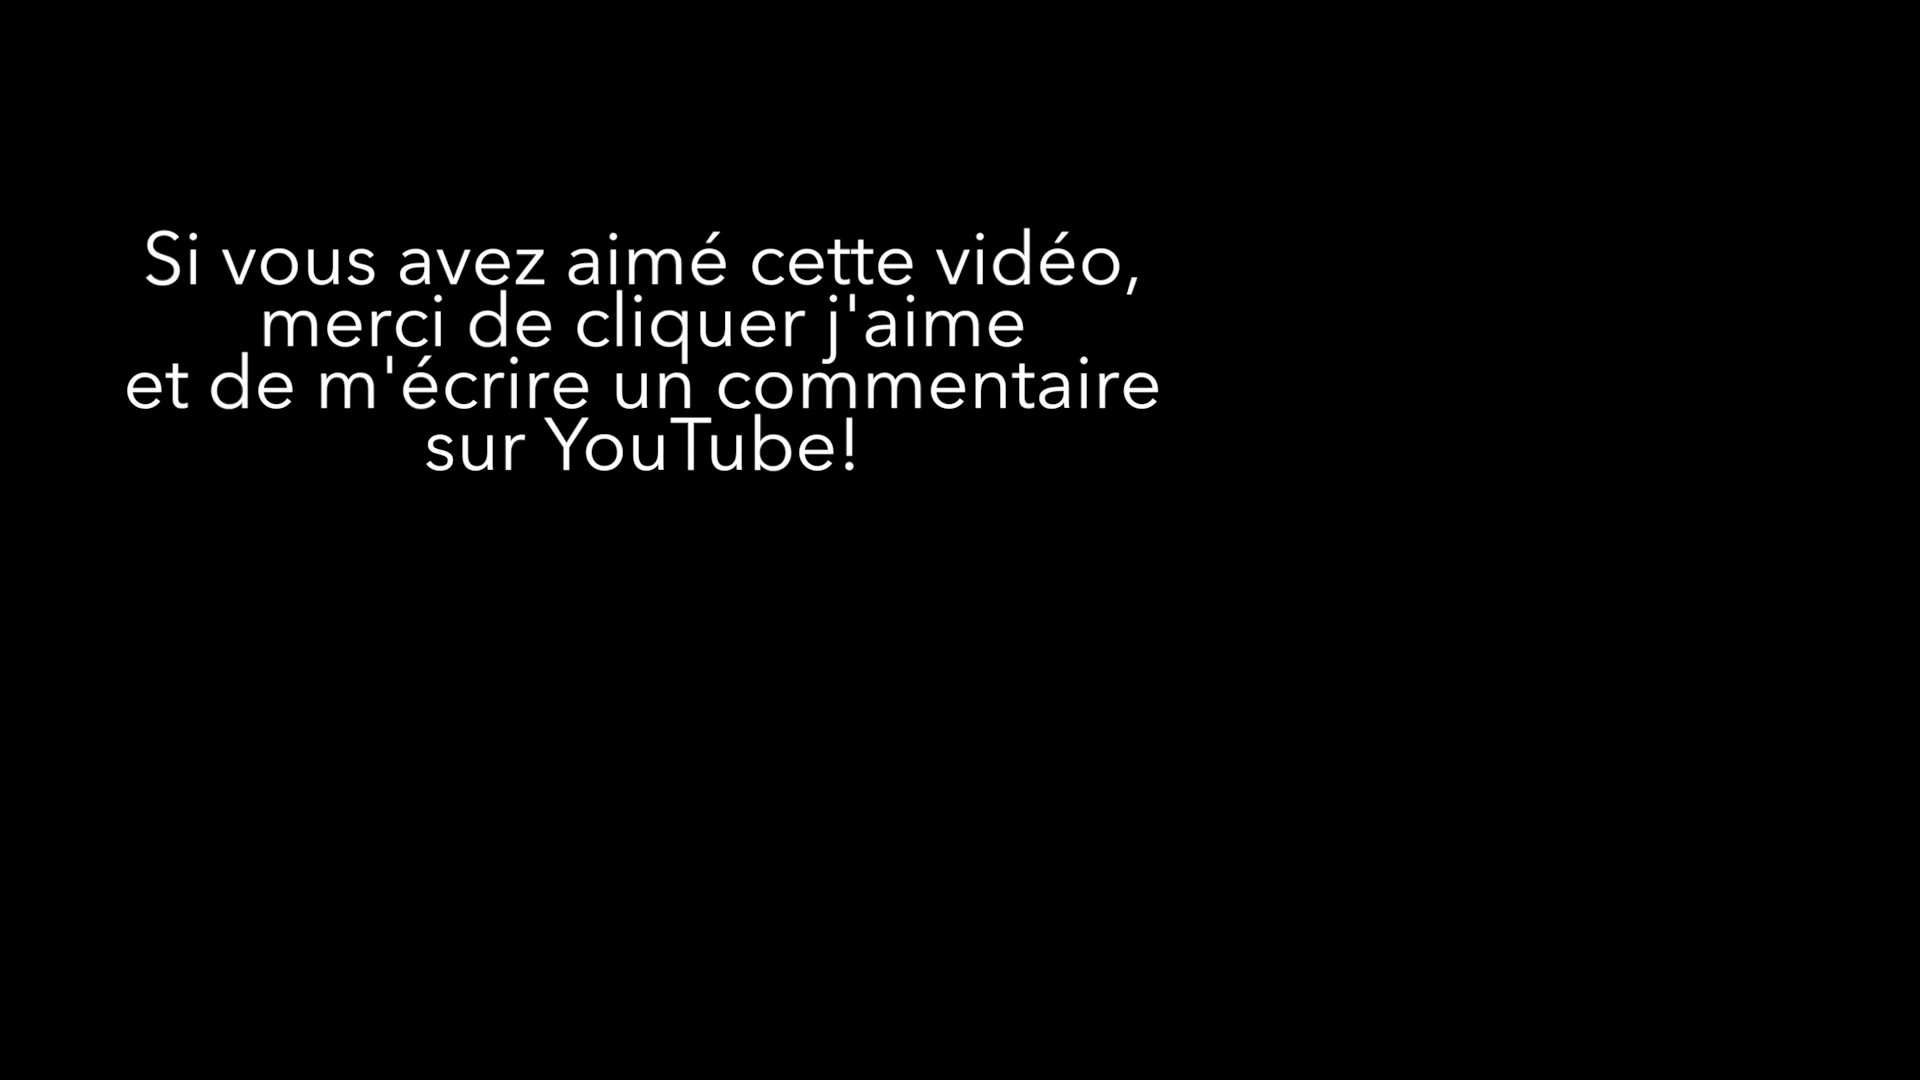 Si vous avez aimé cette vidéo,
merci de cliquer j'aime
et de m'écrire un commentaire
sur YouTube!